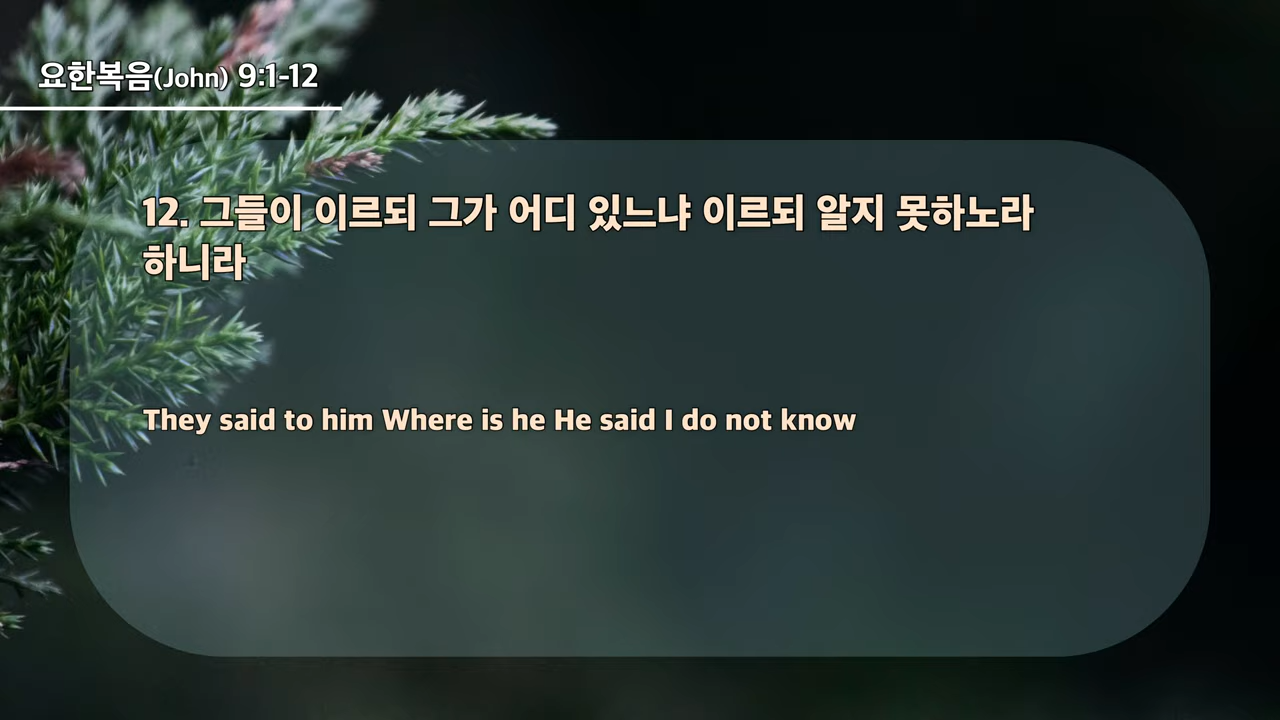 요한복음(John) 9:1-12
12. 그들이 이르되 그가 어디 있느냐 이르되 알지 못하노라
하니라
They said to him Where is he He said I do not know